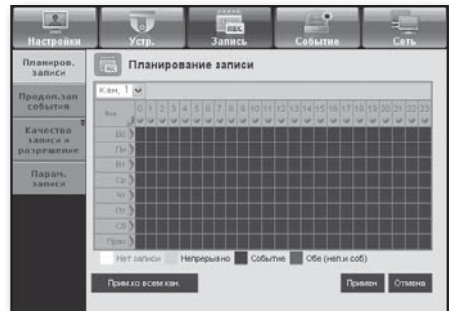 Настройки Устр. Запись Событие Сеть
REC
Планиров. записи
Планирование записи
Продол.зап события
Качество записи и разрешение
Парам. записи
Кам, 1
Все 0 1 2 3 4 5 6 7 8 9 10 11 12 13 14 15 16 17 18 19 20 21 22 23
Вс
Пн
Вт
Ср
Чт
Пт
Сб
Праз
Нет записи Непрерывно Событие Обе (неп.и соб)
Прим.ко всем кан. Примен Отмена